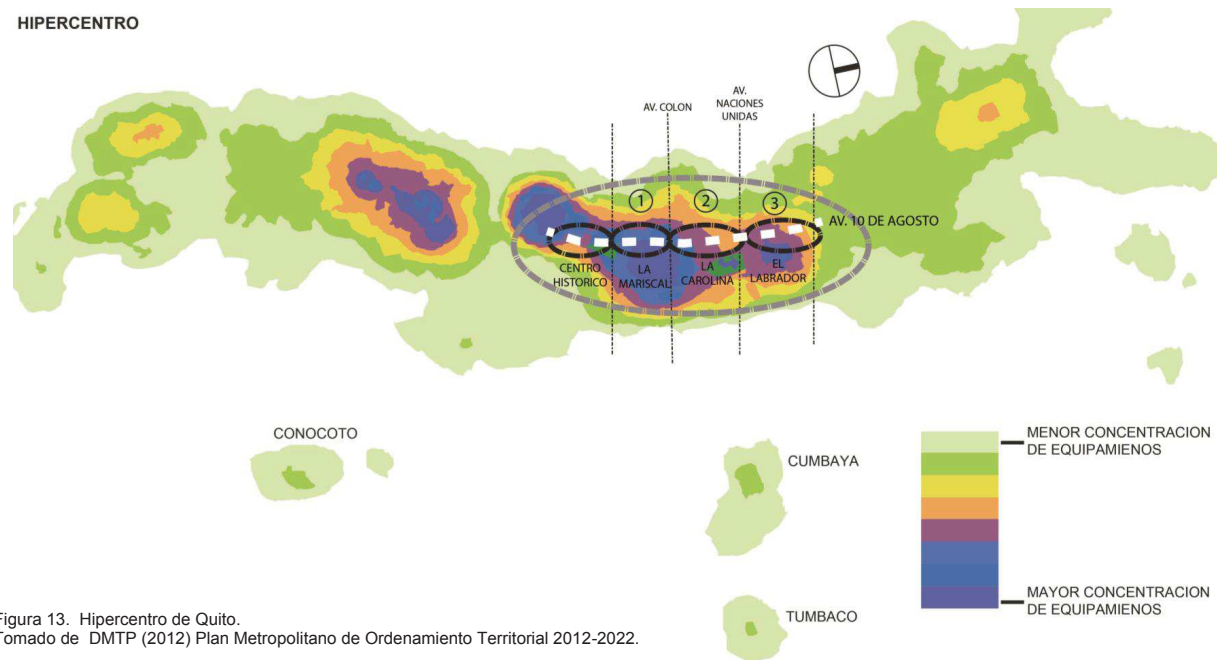 HIPERCENTRO
AV. COLON
AV.
NACIONES
UNIDAS
1
2
3
AV. 10 DE AGOSTO
CENTRO
HISTORICO
LA
MARISCAL
LA
CAROLINA
EL
LABRADOR
CONOCOTO
CUMBAYA
TUMBACO
MENOR CONCENTRACION
DE EQUIPAMIENOS
MAYOR CONCENTRACION
DE EQUIPAMIENOS
Figura 13. Hipercentro de Quito.
Tomado de DMTP (2012) Plan Metropolitano de Ordenamiento Territorial 2012-2022.